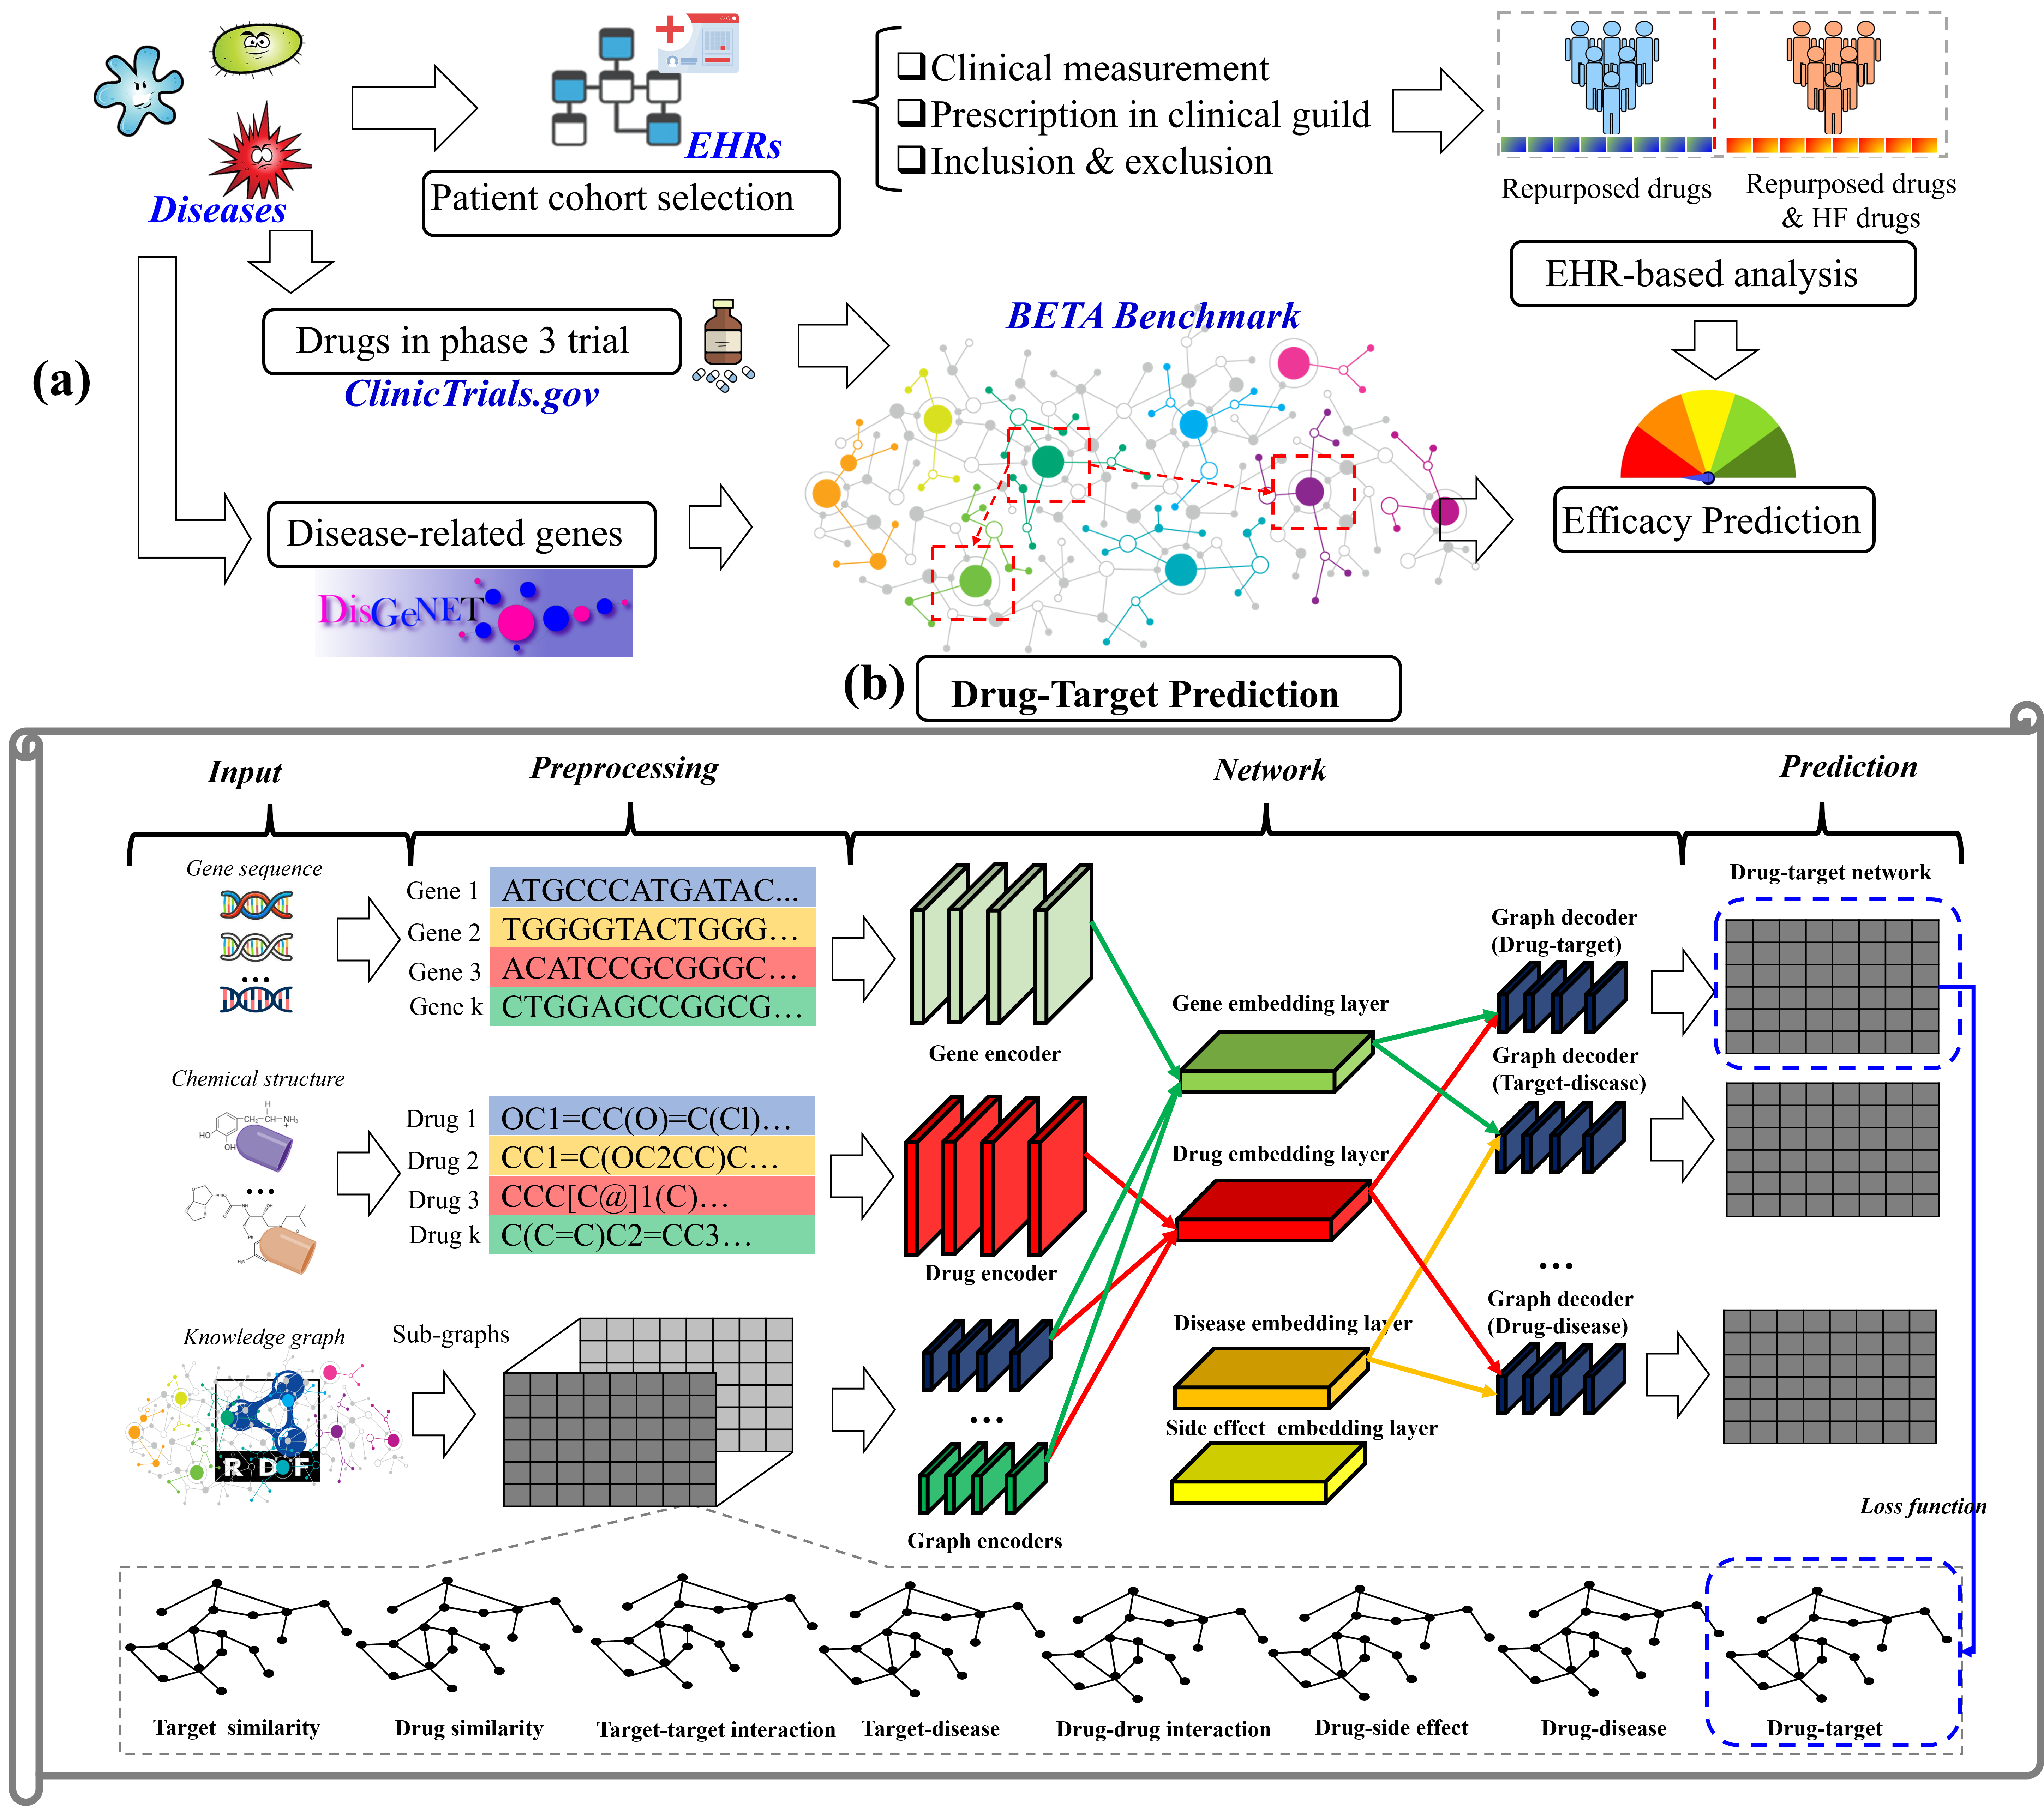 EHRs
Diseases
Patient cohort selection
❑Clinical measurement
❑Prescription in clinical guild
❑Inclusion & exclusion
Repurposed drugs
Repurposed drugs
& HF drugs
EHR-based analysis
(a)
Drugs in phase 3 trial
ClinicTrials.gov
BETA Benchmark
Disease-related genes
DisGeNET
Efficacy Prediction
(b)
Drug-Target Prediction
Input
Preprocessing
Network
Prediction
Gene sequence
...
Gene 1
ATGCCCATGATAC...
Gene 2
TGGGGTACTGGG…
Gene 3
ACATCCGCGGGC…
Gene k
CTGGAGCCGGCG…
Gene encoder
Gene embedding layer
Graph decoder
(Drug-target)
Graph decoder
(Target-disease)
Drug-target network
Chemical structure
H
CH2
C
NH3
+
HO
OH
...
Drug 1
OC1=CC(O)=C(Cl)…
Drug 2
CC1=C(OC2CC)C…
Drug 3
CCC[C@]1(C)…
Drug k
C(C=C)C2=CC3…
Drug encoder
Drug embedding layer
...
Graph decoder
(Drug-disease)
Knowledge graph
RDF
Sub-graphs
...
Graph encoders
Disease embedding layer
Side effect embedding layer
Loss function
Target similarity
Drug similarity
Target-target interaction
Target-disease
Drug-drug interaction
Drug-side effect
Drug-disease
Drug-target